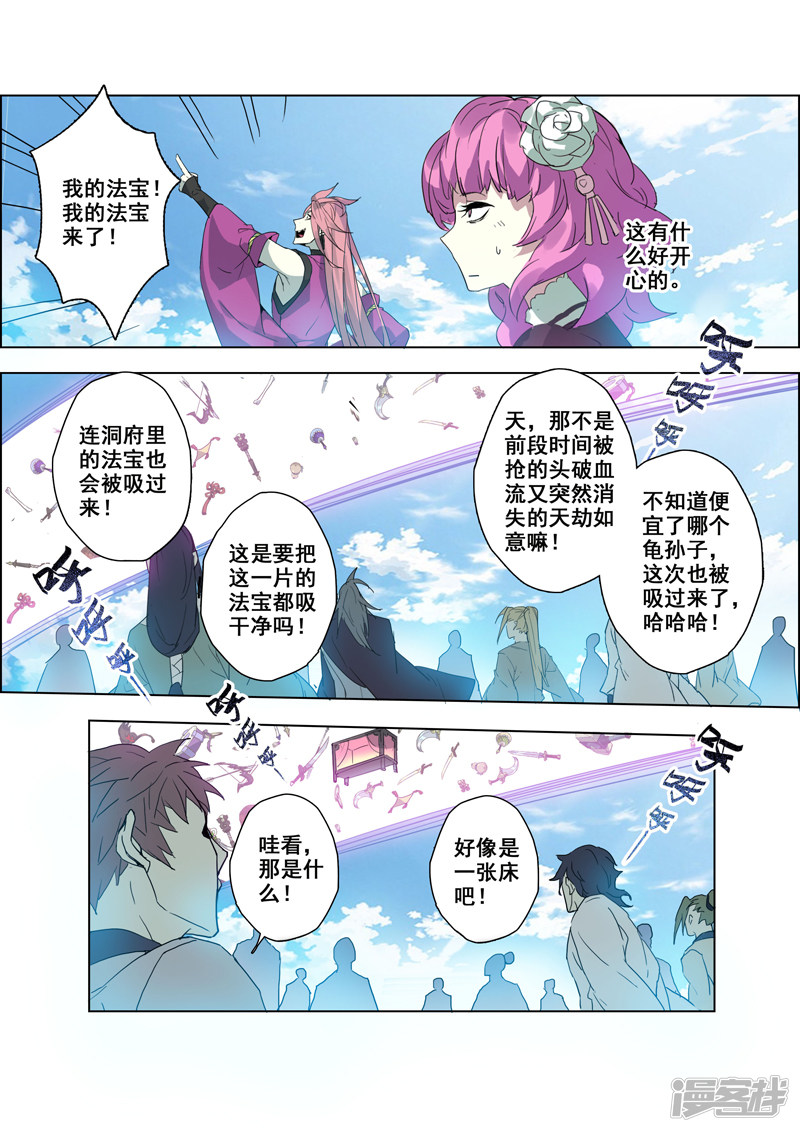 我的法宝！
我的法宝
来了！
这有什
么好开
心的。
连洞府里
的法宝也
会被吸过
来！
这是要把
这一片的
法宝都吸
干净吗！
天，那不是
前段时间被
抢的头破血
流又突然消
失的天劫如
意嘛！
不知道便
宜了哪个
龟孙子，
这次也被
吸过来了，
哈哈哈！
哇看，
那是什
么！
好像是
一张床
吧！
漫客栈